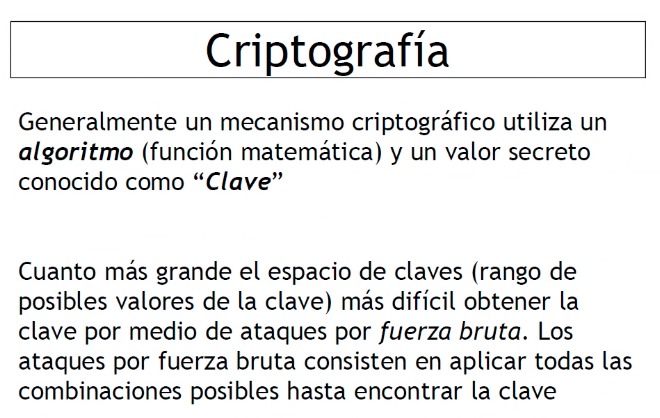 Criptografía
Generalmente un mecanismo criptográfico utiliza un
algoritmo (función matemática) y un valor secreto
conocido como “Clave”
Cuanto más grande el espacio de claves (rango de
posibles valores de la clave) más difícil obtener la
clave por medio de ataques por fuerza bruta. Los
ataques por fuerza bruta consisten en aplicar todas las
combinaciones posibles hasta encontrar la clave